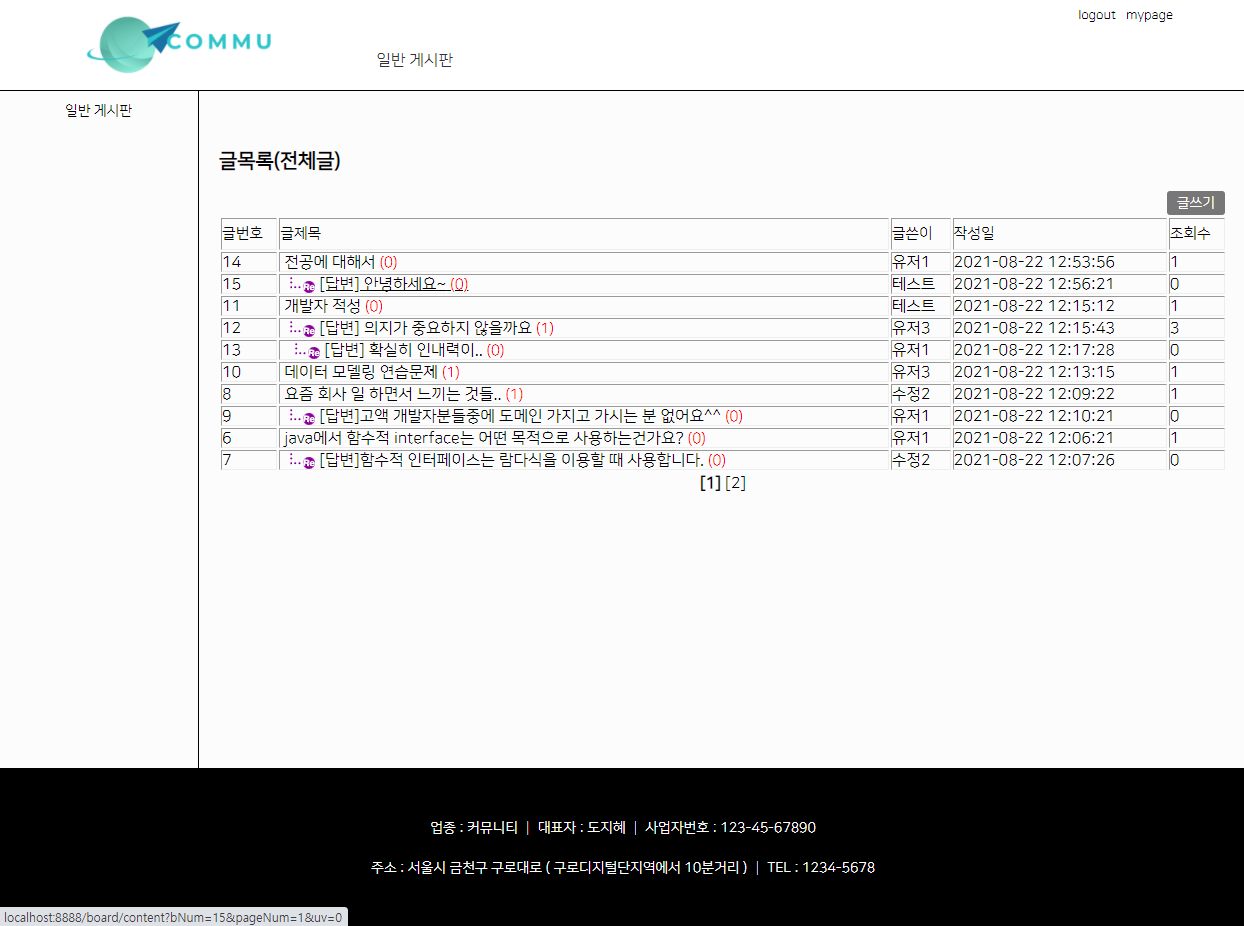 logout mypage
COMMU
일반 게시판
일반 게시판
글목록(전체글)
글쓰기
글번호 글제목 글쓴이 작성일 조회수
14 전공에 대해서 (0) 유저1 2021-08-22 12:53:56 1
15 Re [답변] 안녕하세요~ (0) 테스트 2021-08-22 12:56:21 0
11 개발자 적성 (0) 테스트 2021-08-22 12:15:12 1
12 Re [답변] 의지가 중요하지 않을까요 (1) 유저3 2021-08-22 12:15:43 3
13 Re [답변] 확실히 인내력이.. (0) 유저1 2021-08-22 12:17:28 0
10 데이터 모델링 연습문제 (1) 유저3 2021-08-22 12:13:15 1
8 요즘 회사 일 하면서 느끼는 것들.. (1) 수정2 2021-08-22 12:09:22 1
9 Re [답변]고액 개발자분들중에 도메인 가지고 가시는 분 없어요^^ (0) 유저1 2021-08-22 12:10:21 0
6 java에서 함수적 interface는 어떤 목적으로 사용하는건가요? (0) 유저1 2021-08-22 12:06:21 1
7 Re [답변]함수적 인터페이스는 람다식을 이용할 때 사용합니다. (0) 수정2 2021-08-22 12:07:26 0
[1] [2]
업종 : 커뮤니티 | 대표자 : 도지혜 | 사업자번호 : 123-45-67890
주소 : 서울시 금천구 구로대로 ( 구로디지털단지역에서 10분거리 ) | TEL : 1234-5678
localhost:8888/board/content?bNum=15&pageNum=1&uv=0